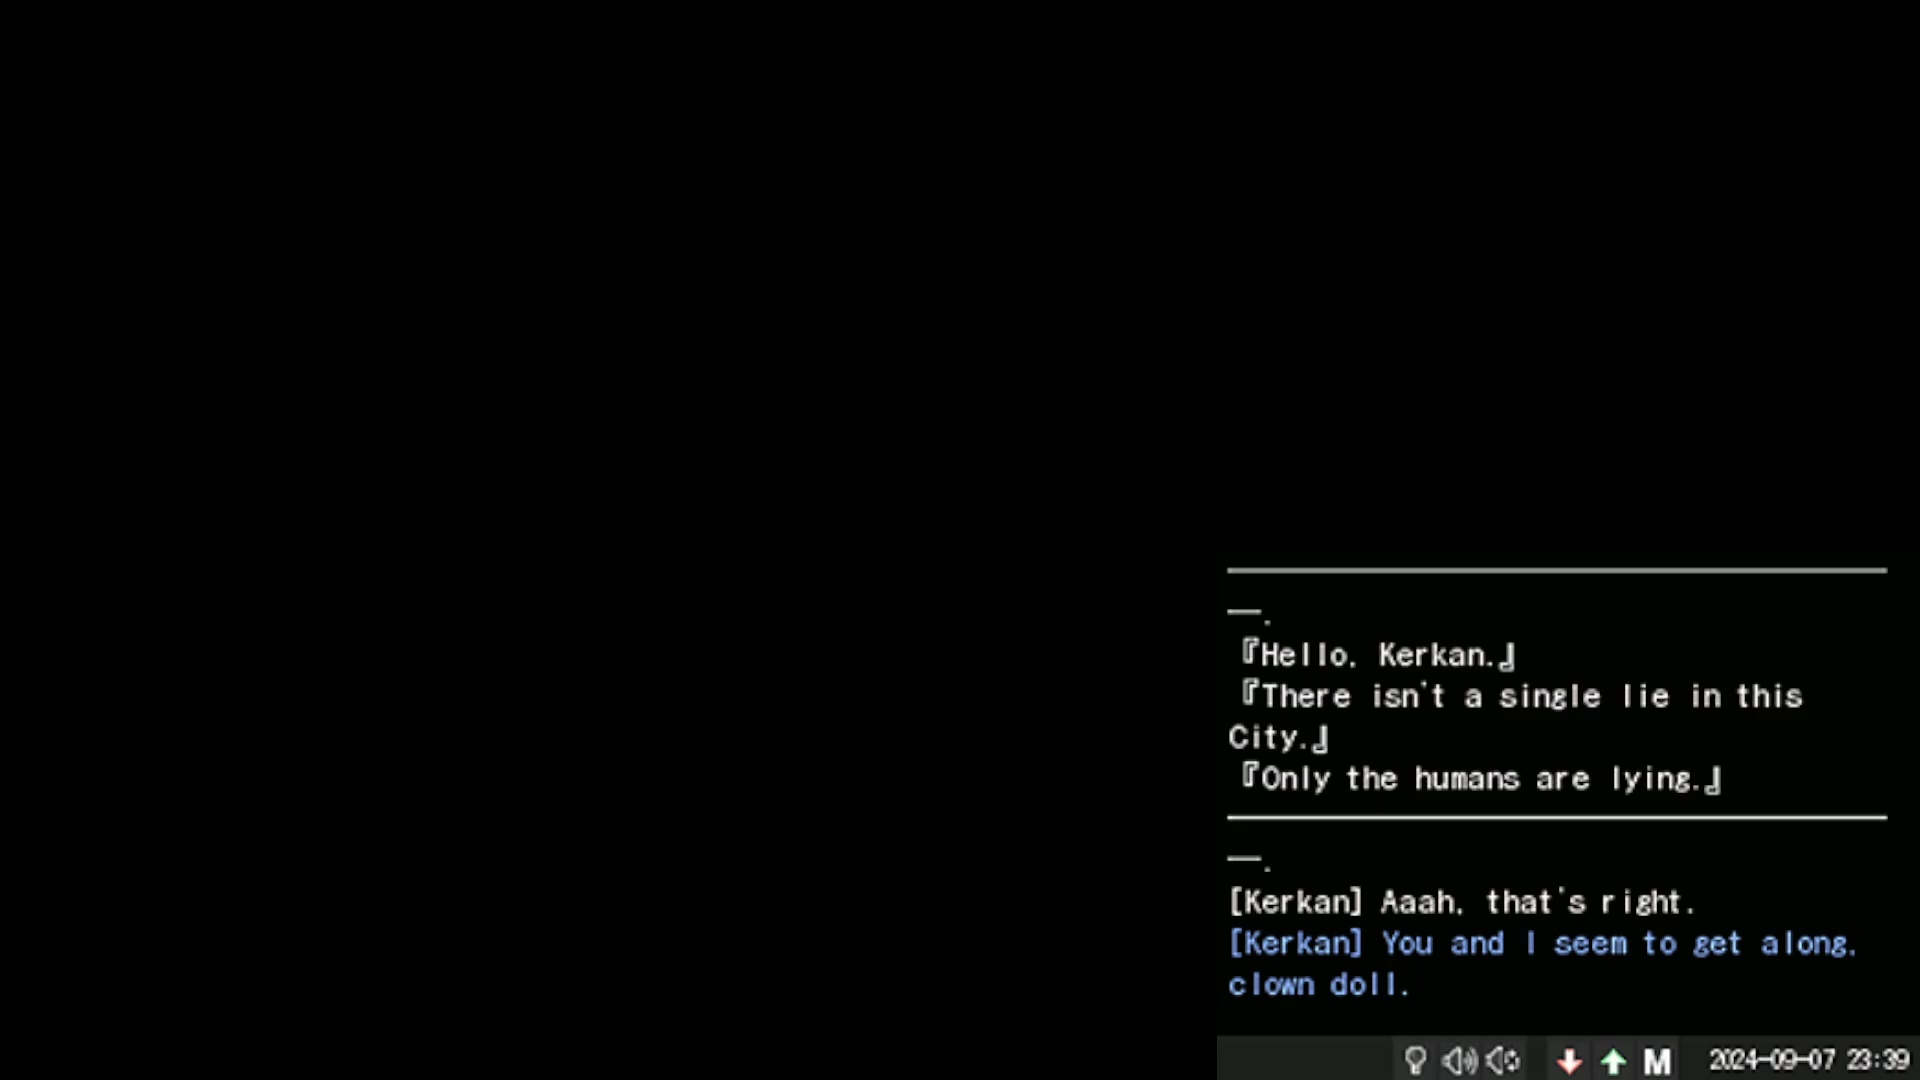 ―.
『Hello, Kerkan.』
『There isn't a single lie in this
City.』
『Only the humans are lying.』
―.
[Kerkan] Aaah, that's right.
[Kerkan] You and I seem to get along,
clown doll.
M 2024-09-07 23:39